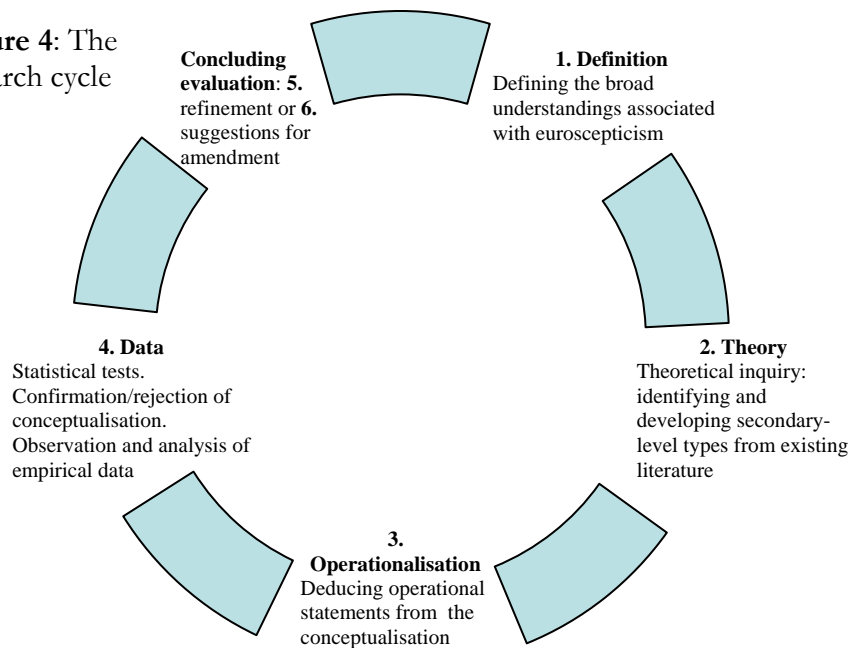 ure 4: The
arch cycle
Concluding
evaluation: 5.
refinement or 6.
suggestions for
amendment
1. Definition
Defining the broad
understandings associated
with euroscepticism
2. Theory
Theoretical inquiry:
identifying and
developing secondary-
level types from existing
literature
3.
Operationalisation
Deducing operational
statements from the
conceptualisation
4. Data
Statistical tests.
Confirmation/rejection of
conceptualisation.
Observation and analysis of
empirical data